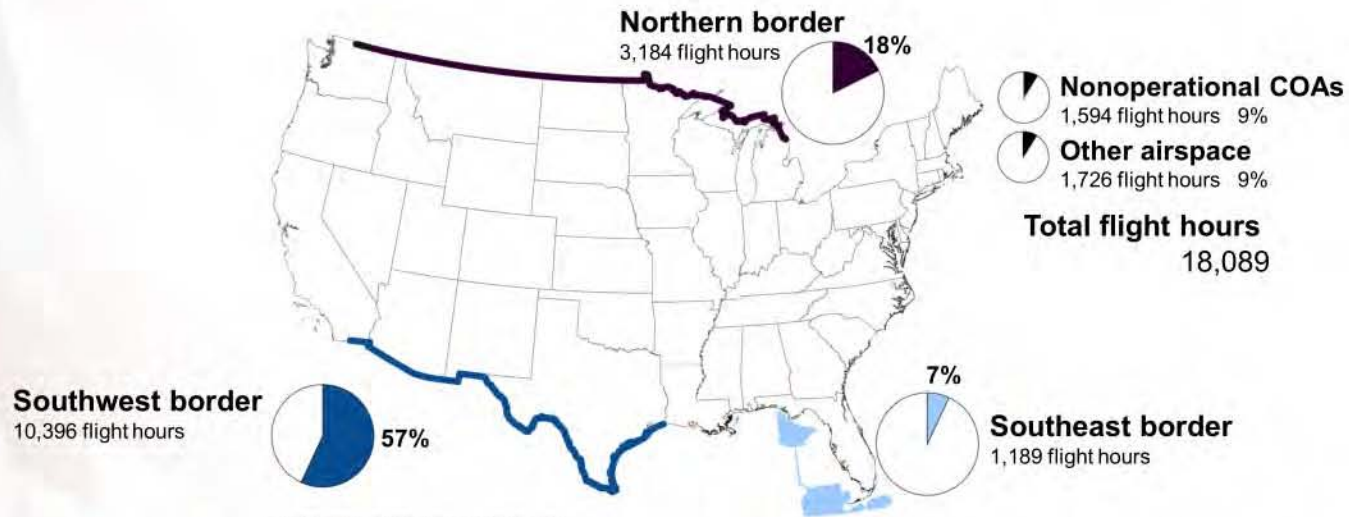 Northern border
3,184 flight hours
18%
Nonoperational COAs
1,594 flight hours 9%
Other airspace
1,726 flight hours 9%
Total flight hours
18,089
Southwest border
10,396 flight hours
57%
7%
Southeast border
1,189 flight hours